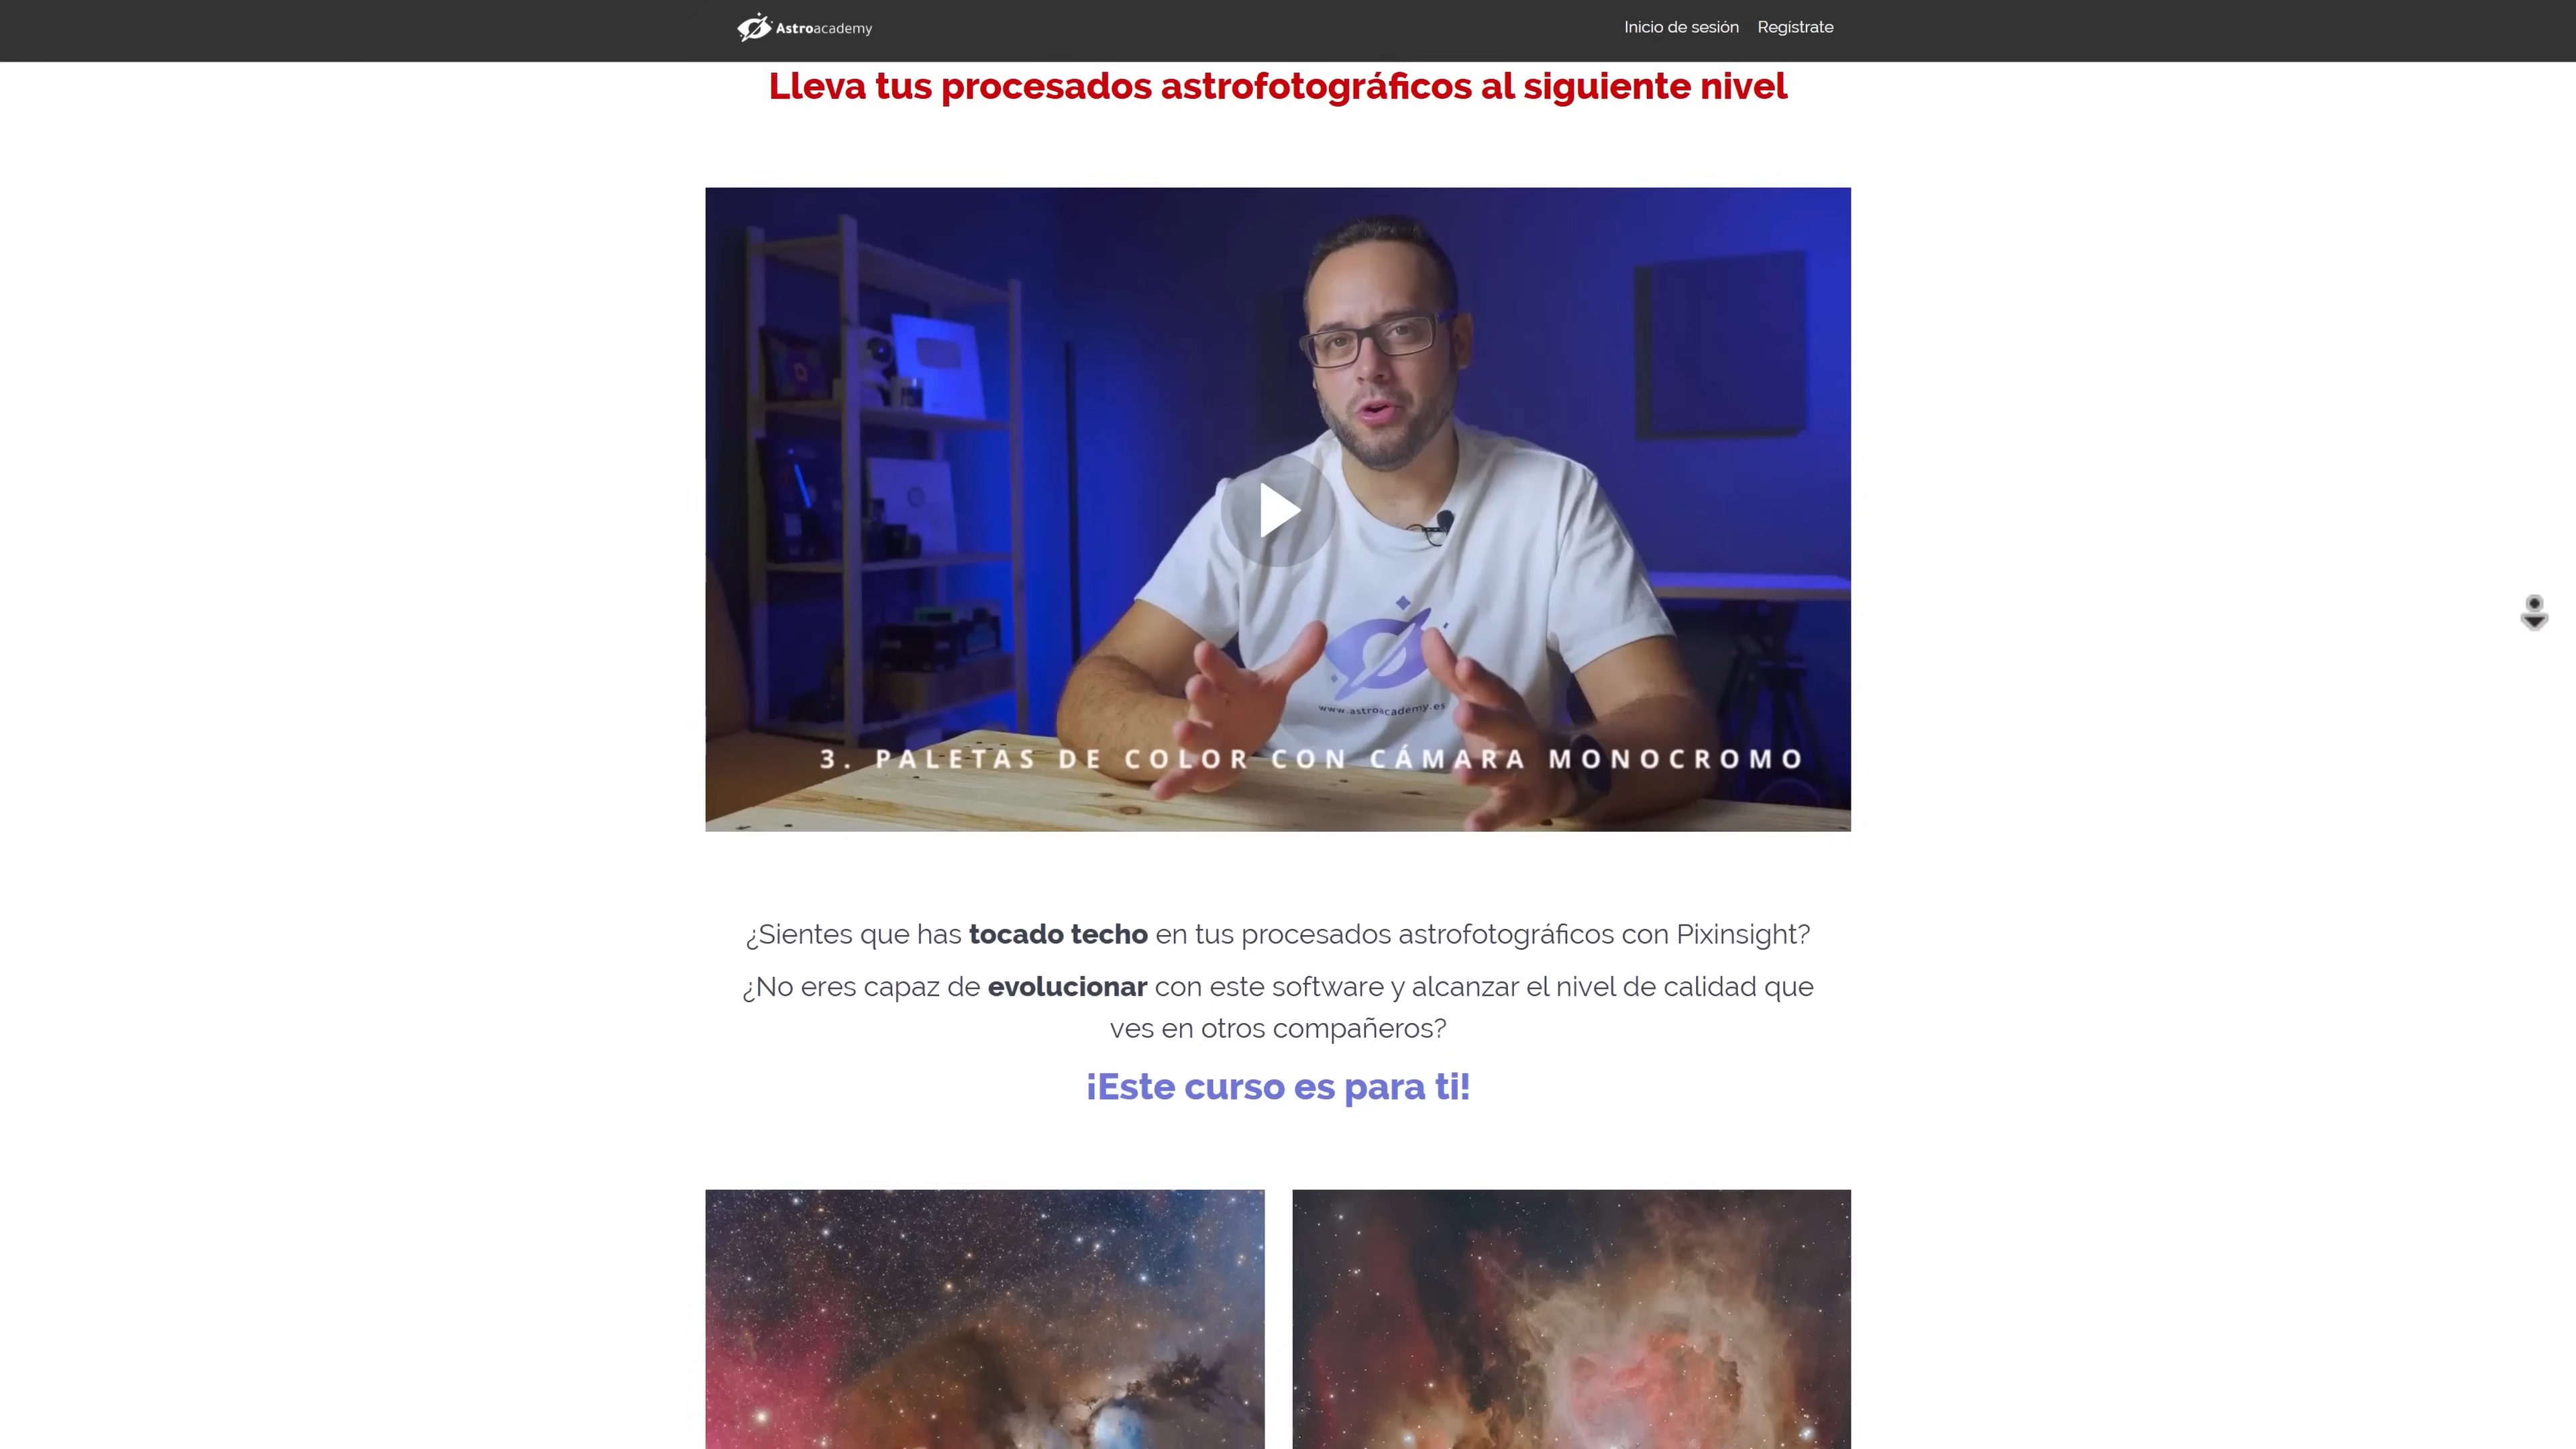 Astroacademy
Inicio de sesión
Regístrate
Lleva tus procesados astrofotográficos al siguiente nivel
www.astroacademy.es
3. PALETAS DE COLOR CON CÁMARA MONOCROMO
¿Sientes que has tocado techo en tus procesados astrofotográficos con Pixinsight?
¿No eres capaz de evolucionar con este software y alcanzar el nivel de calidad que
ves en otros compañeros?
¡Este curso es para ti!